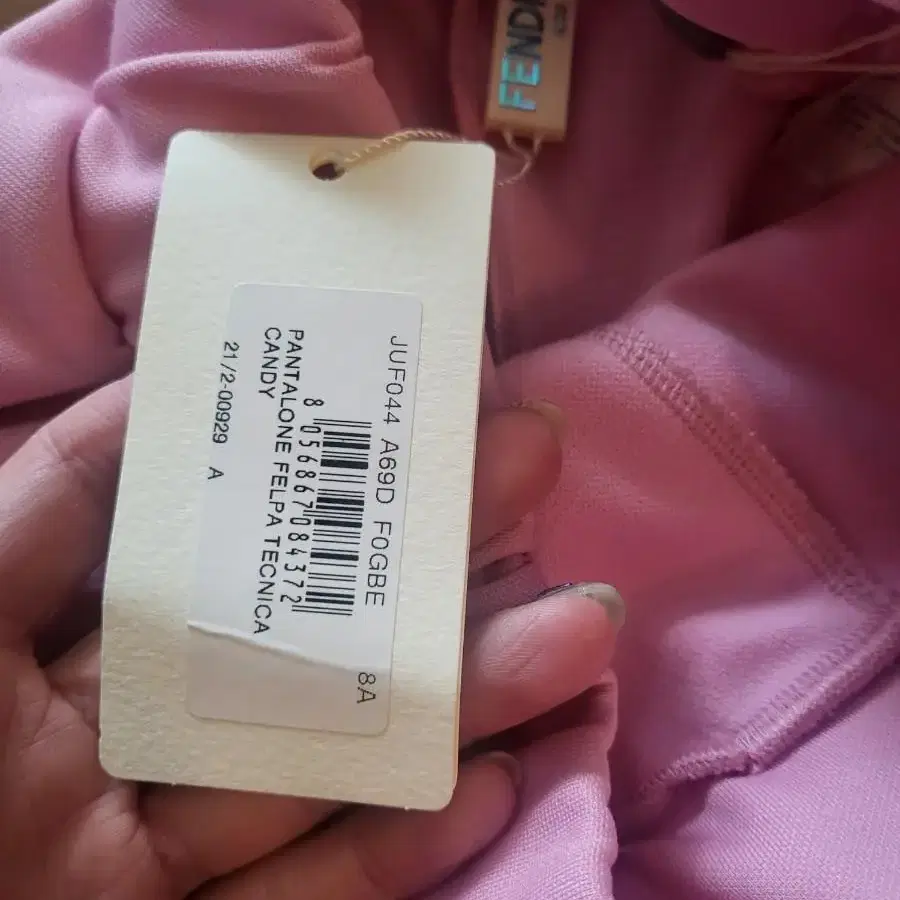 FENDI
JUF044 A69D F0GBE
8A
8 056867 084372
PANTALONE FELPA TECNICA
CANDY
21/2-00929 A